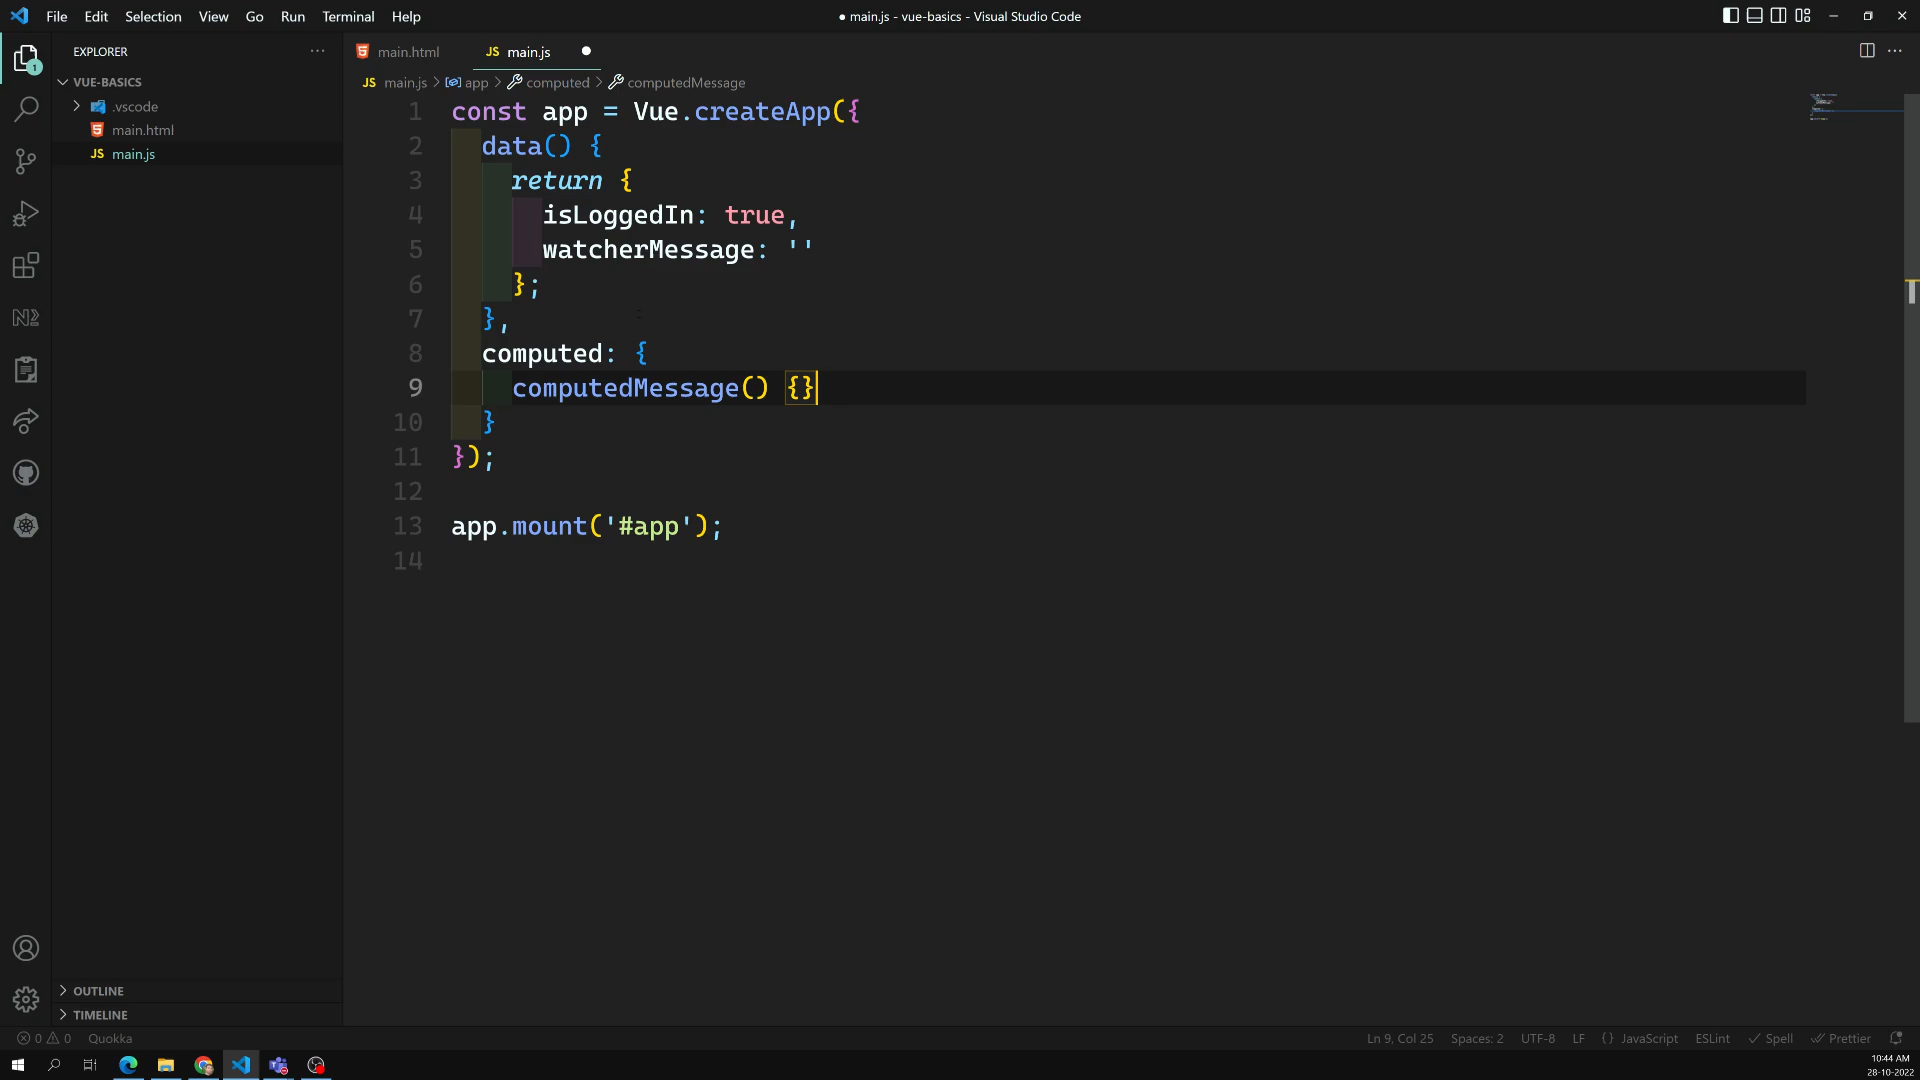 File Edit Selection View Go Run Terminal Help
● main.js - vue-basics - Visual Studio Code
EXPLORER
VUE-BASICS
.vscode
main.html
JS main.js
OUTLINE
TIMELINE
main.html
JS main.js
JS main.js > app > computed > computedMessage
1 const app = Vue.createApp({
2 data() {
3 return {
4 isLoggedIn: true,
5 watcherMessage: ''
6 };
7 },
8 computed: {
9 computedMessage() {}
10 }
11 });
12
13 app.mount('#app');
14
1
0 0 Quokka
Ln 9, Col 25 Spaces: 2 UTF-8 LF {} JavaScript ESLint Spell Prettier
10:44 AM
28-10-2022